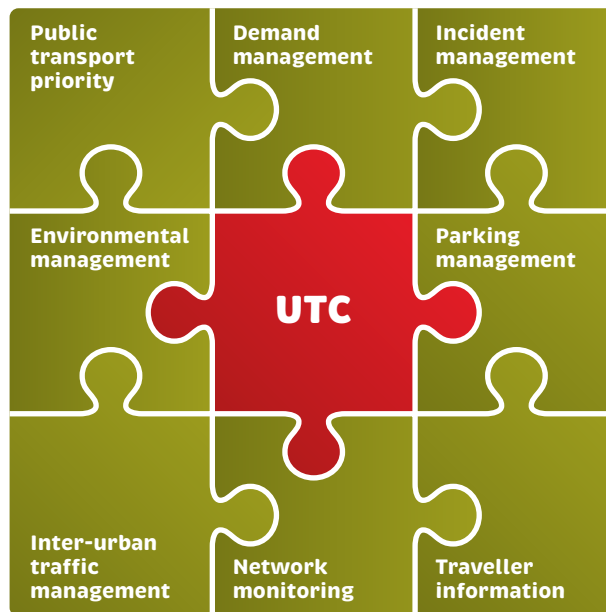 Public
transport
priority
Demand
management
Incident
management
Environmental
management
UTC
Parking
management
Inter-urban
traffic
management
Network
monitoring
Traveller
information